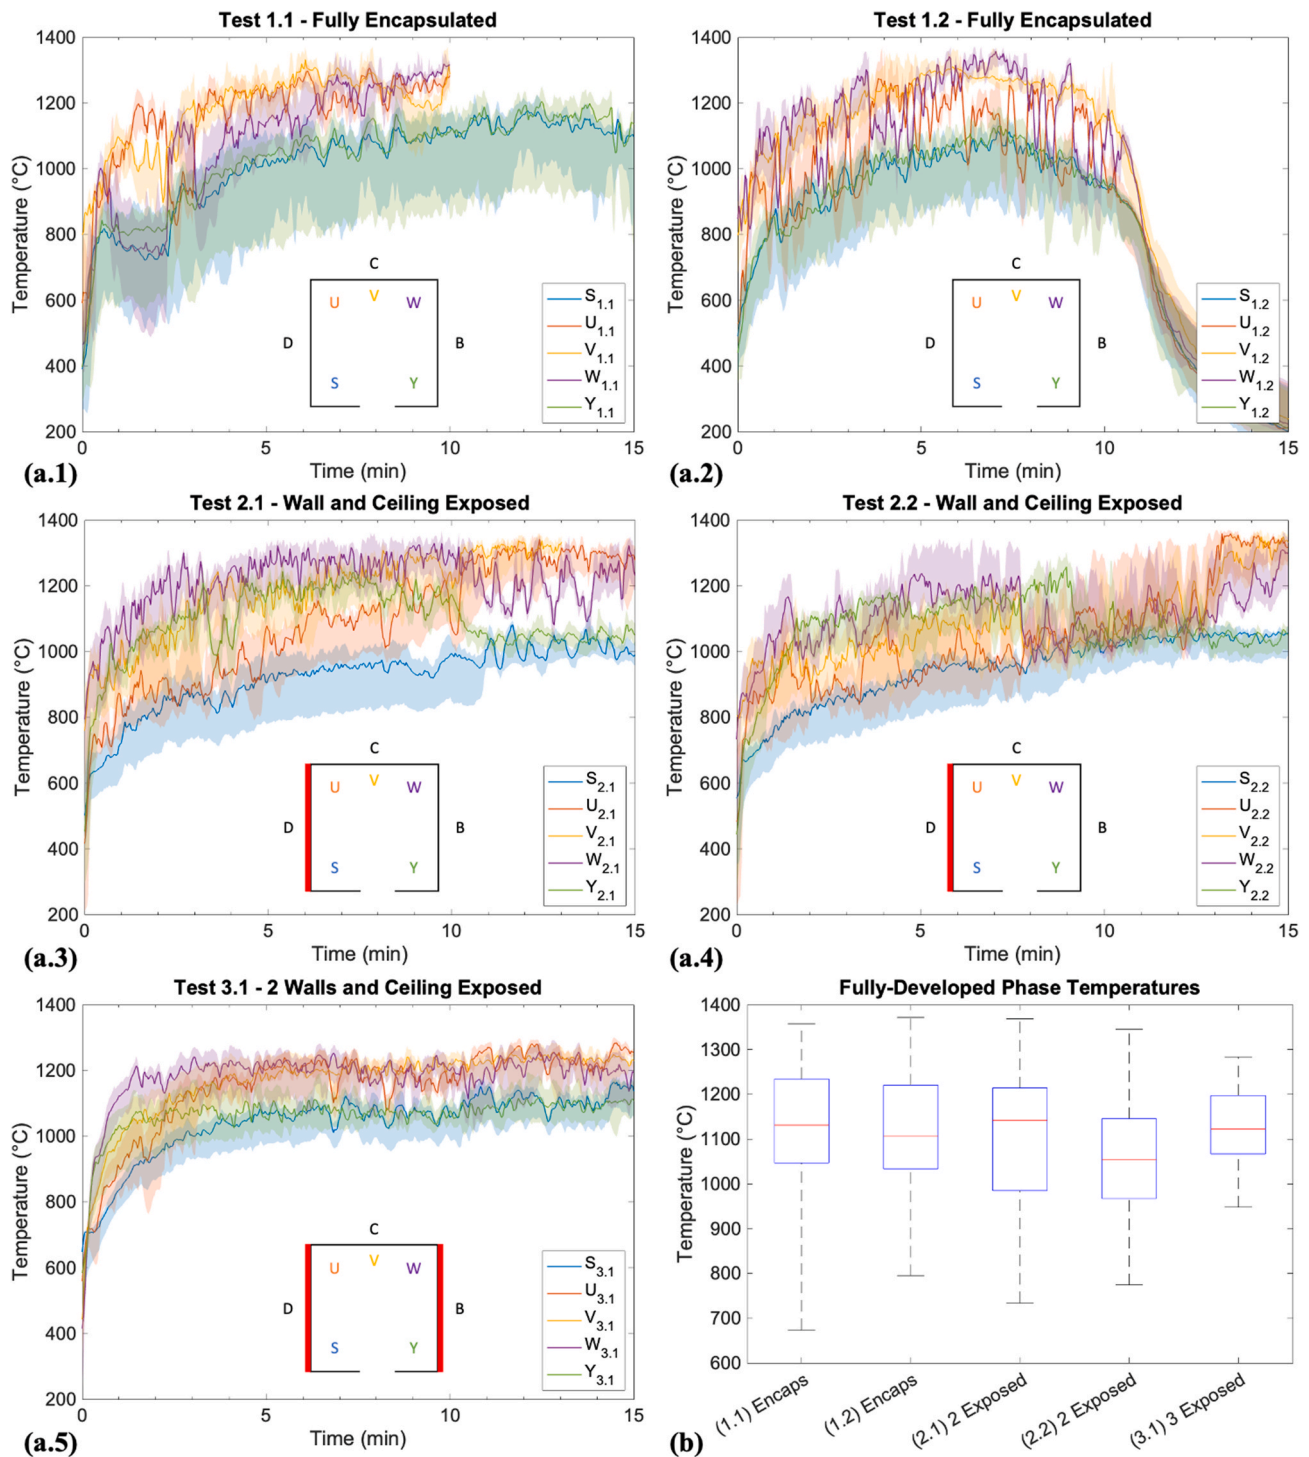 Test 1.1 - Fully Encapsulated
1400
1200
1000
800
600
400
200
Temperature (°C)
C
U V W
D B
S Y
S1.1
U1.1
V1.1
W1.1
Y1.1
0 5 10 15
Time (min)
(a.1)
Test 1.2 - Fully Encapsulated
1400
1200
1000
800
600
400
200
Temperature (°C)
C
U V W
D B
S Y
S1.2
U1.2
V1.2
W1.2
Y1.2
0 5 10 15
Time (min)
(a.2)
Test 2.1 - Wall and Ceiling Exposed
1400
1200
1000
800
600
400
200
Temperature (°C)
C
U V W
D B
S Y
S2.1
U2.1
V2.1
W2.1
Y2.1
0 5 10 15
Time (min)
(a.3)
Test 2.2 - Wall and Ceiling Exposed
1400
1200
1000
800
600
400
200
Temperature (°C)
C
U V W
D B
S Y
S2.2
U2.2
V2.2
W2.2
Y2.2
0 5 10 15
Time (min)
(a.4)
Test 3.1 - 2 Walls and Ceiling Exposed
1400
1200
1000
800
600
400
200
Temperature (°C)
C
U V W
D B
S Y
S3.1
U3.1
V3.1
W3.1
Y3.1
0 5 10 15
Time (min)
(a.5)
Fully-Developed Phase Temperatures
1400
1300
1200
1100
1000
900
800
700
600
Temperature (°C)
(1.1) Encaps
(1.2) Encaps
(2.1) 2 Exposed
(2.2) 2 Exposed
(3.1) 3 Exposed
(b)